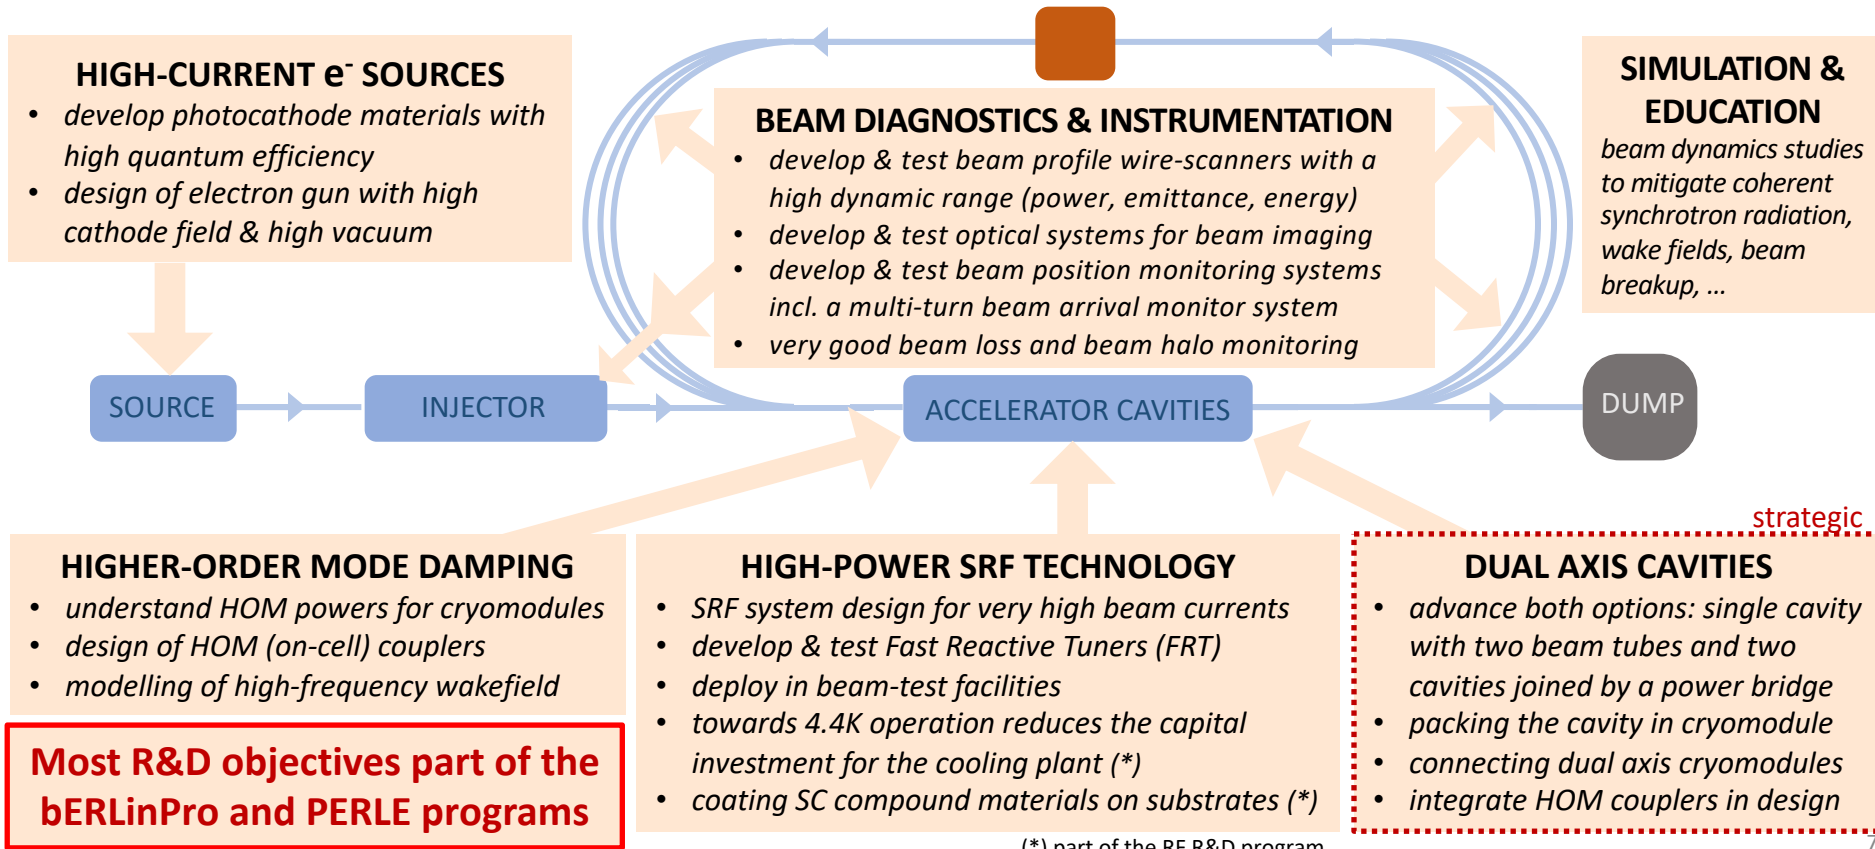 HIGH-CURRENT e- SOURCES
• develop photocathode materials with
high quantum efficiency
• design of electron gun with high
cathode field & high vacuum
BEAM DIAGNOSTICS & INSTRUMENTATION
• develop & test beam profile wire-scanners with a
high dynamic range (power, emittance, energy)
• develop & test optical systems for beam imaging
• develop & test beam position monitoring systems
incl. a multi-turn beam arrival monitor system
• very good beam loss and beam halo monitoring
SIMULATION &
EDUCATION
beam dynamics studies
to mitigate coherent
synchrotron radiation,
wake fields, beam
breakup, ...
SOURCE
INJECTOR
ACCELERATOR CAVITIES
DUMP
HIGHER-ORDER MODE DAMPING
• understand HOM powers for cryomodules
• design of HOM (on-cell) couplers
• modelling of high-frequency wakefield
Most R&D objectives part of the
bERLinPro and PERLE programs
HIGH-POWER SRF TECHNOLOGY
• SRF system design for very high beam currents
• develop & test Fast Reactive Tuners (FRT)
• deploy in beam-test facilities
• towards 4.4K operation reduces the capital
investment for the cooling plant (*)
• coating SC compound materials on substrates (*)
(*) part of the RF R&D program
strategic
DUAL AXIS CAVITIES
• advance both options: single cavity
with two beam tubes and two
cavities joined by a power bridge
• packing the cavity in cryomodule
• connecting dual axis cryomodules
• integrate HOM couplers in design